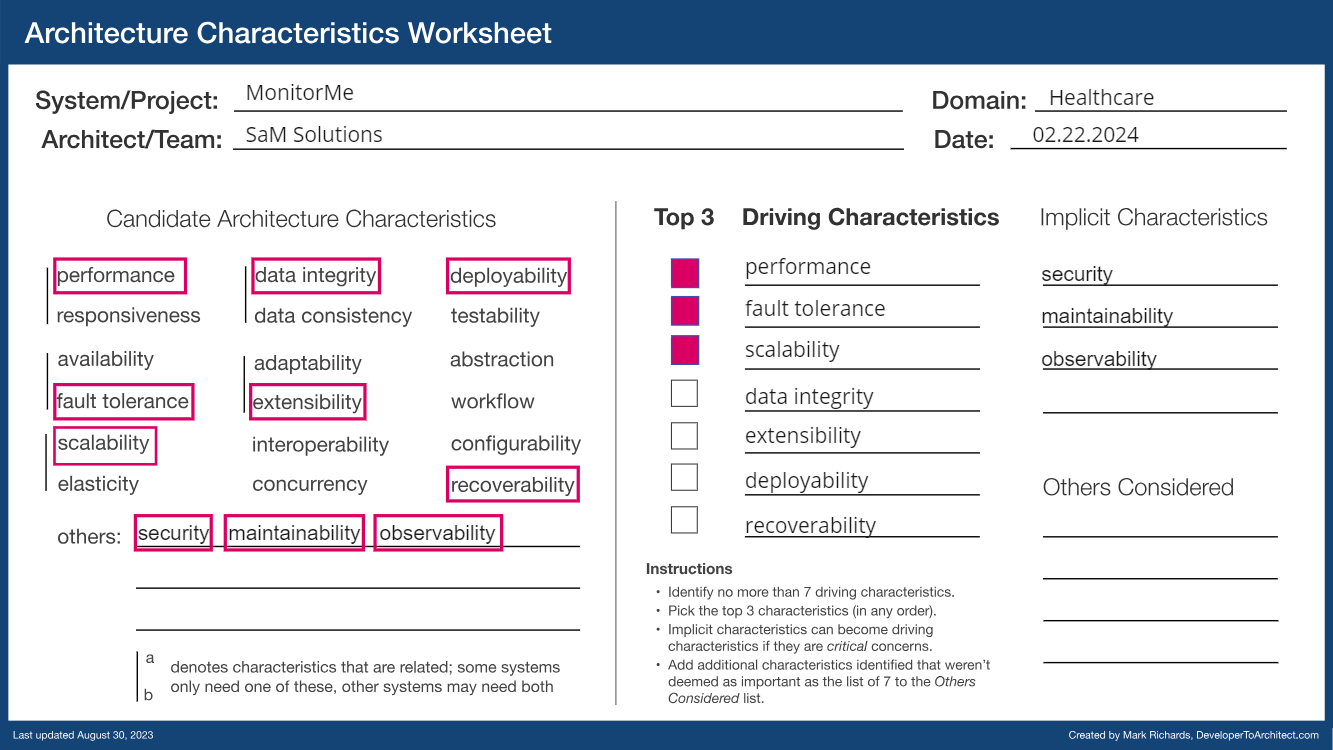 Architecture Characteristics Worksheet
System/Project: MonitorMe
Domain: Healthcare
Architect/Team: SaM Solutions
Date: 02.22.2024
Candidate Architecture Characteristics
performance data integrity deployability
responsiveness data consistency testability
availability adaptability abstraction
fault tolerance extensibility workflow
scalability interoperability configurability
elasticity concurrency recoverability
others: security maintainability observability
a
b
denotes characteristics that are related; some systems
only need one of these, other systems may need both
Top 3 Driving Characteristics
performance
fault tolerance
scalability
data integrity
extensibility
deployability
recoverability
Instructions
• Identify no more than 7 driving characteristics.
• Pick the top 3 characteristics (in any order).
• Implicit characteristics can become driving
characteristics if they are critical concerns.
• Add additional characteristics identified that weren't
deemed as important as the list of 7 to the Others
Considered list.
Implicit Characteristics
security
maintainability
observability
Others Considered
Last updated August 30, 2023
Created by Mark Richards, DeveloperToArchitect.com